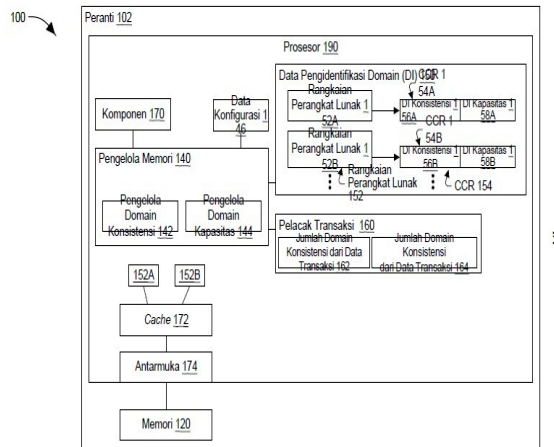 100
Peranti 102
Prosesor 190
Data Pengidentifikasi Domain (DI) 150
CCR 1
54A
Rangkaian
Perangkat Lunak 1
52A
DI Konsistensi 1
56A
DI Kapasitas 1
58A
CCR 1
54B
Rangkaian
Perangkat Lunak 1
52B
DI Konsistensi 1
56B
DI Kapasitas 1
58B
Rangkaian
Perangkat Lunak
152
CCR 154
Komponen 170
Data
Konfigurasi 1
46
Pengelola Memori 140
Pengelola
Domain
Konsistensi 142
Pengelola
Domain
Kapasitas 144
Pelacak Transaksi 160
Jumlah Domain
Konsistensi dari Data
Transaksi 162
Jumlah Domain
Konsistensi
dari Data Transaksi 164
152A
152B
Cache 172
Antarmuka 174
Memori 120